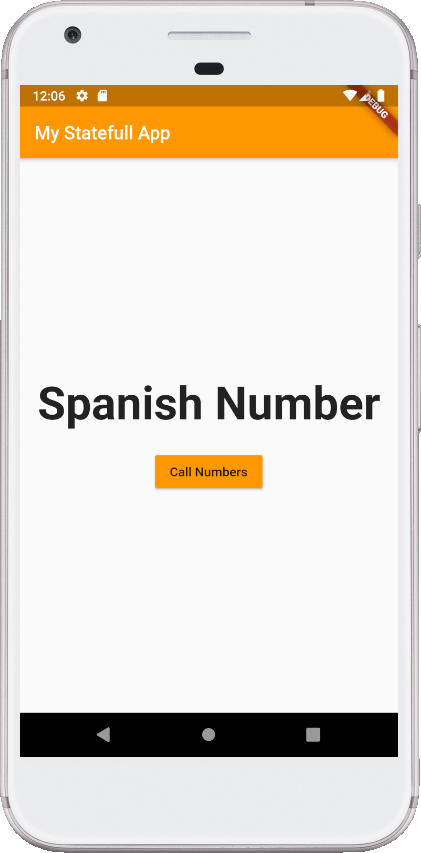 12:06
DEBUG
My Statefull App
Spanish Number
Call Numbers